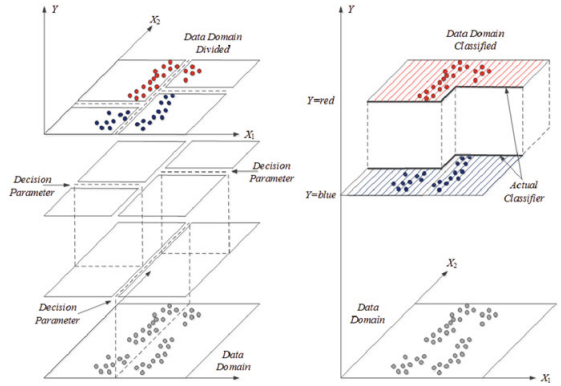 Y
X2
Data Domain
Divided
X1
Decision
Parameter
Decision
Parameter
Decision
Parameter
Data
Domain
Y
Data Domain
Classified
Y=red
Actual
Classifier
Y=blue
X2
Data
Domain
X1